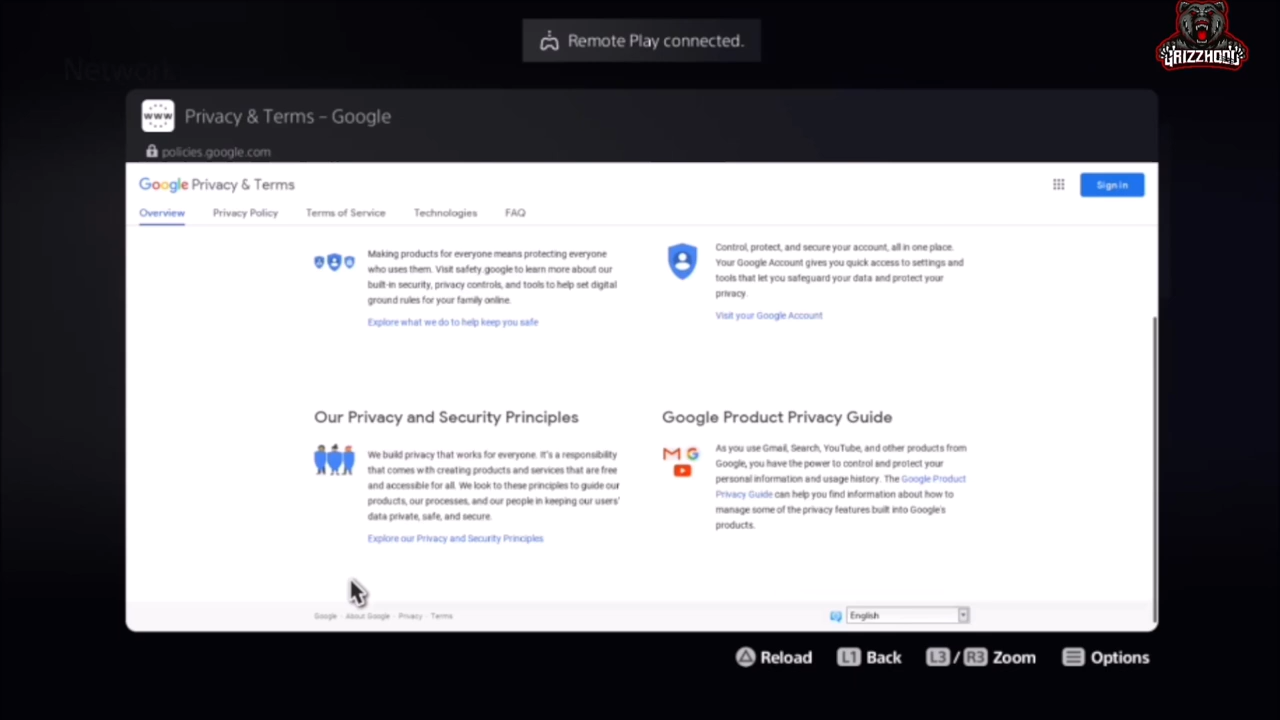 Remote Play connected.
GRIZZHOOD
Network
www
Privacy & Terms – Google
policies.google.com
Google Privacy & Terms
Sign in
Overview Privacy Policy Terms of Service Technologies FAQ
Making products for everyone means protecting everyone
who uses them. Visit safety.google to learn more about our
built-in security, privacy controls, and tools to help set digital
ground rules for your family online.
Explore what we do to help keep you safe
Control, protect, and secure your account, all in one place.
Your Google Account gives you quick access to settings and
tools that let you safeguard your data and protect your
privacy.
Visit your Google Account
Our Privacy and Security Principles
We build privacy that works for everyone. It's a responsibility
that comes with creating products and services that are free
and accessible for all. We look to these principles to guide our
products, our processes, and our people in keeping our users'
data private, safe, and secure.
Explore our Privacy and Security Principles
Google Product Privacy Guide
As you use Gmail, Search, YouTube, and other products from
Google, you have the power to control and protect your
personal information and usage history. The Google Product
Privacy Guide can help you find information about how to
manage some of the privacy features built into Google's
products.
Google · About Google · Privacy · Terms
English
Reload L1 Back L3 / R3 Zoom Options